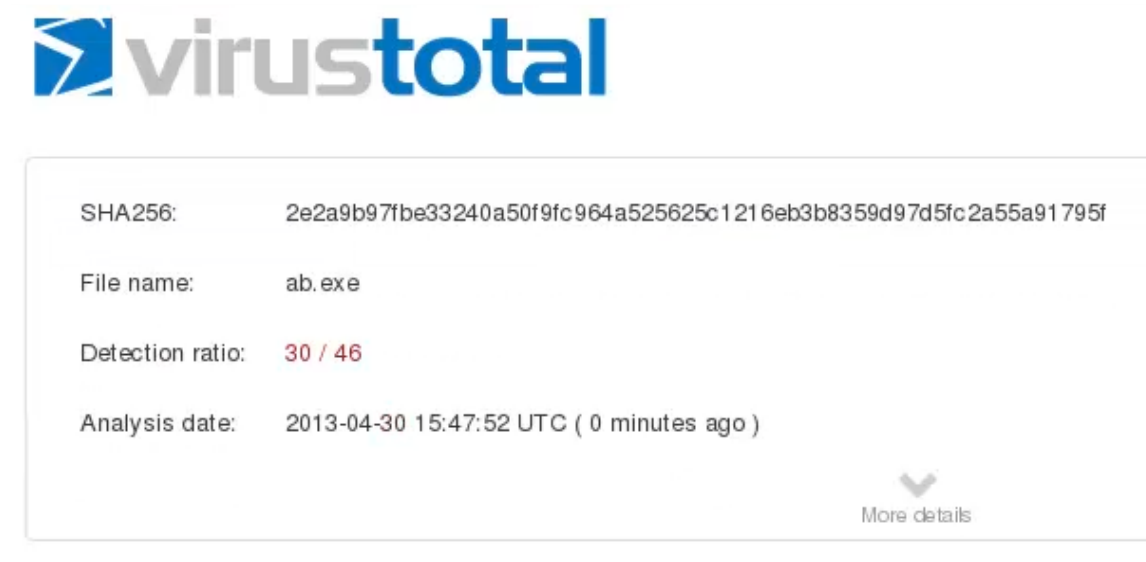 virustotal
SHA256: 2e2a9b97fbe33240a50f9fc964a525625c1216eb3b8359d97d5fc2a55a91795f
File name: ab.exe
Detection ratio: 30 / 46
Analysis date: 2013-04-30 15:47:52 UTC ( 0 minutes ago )
More details